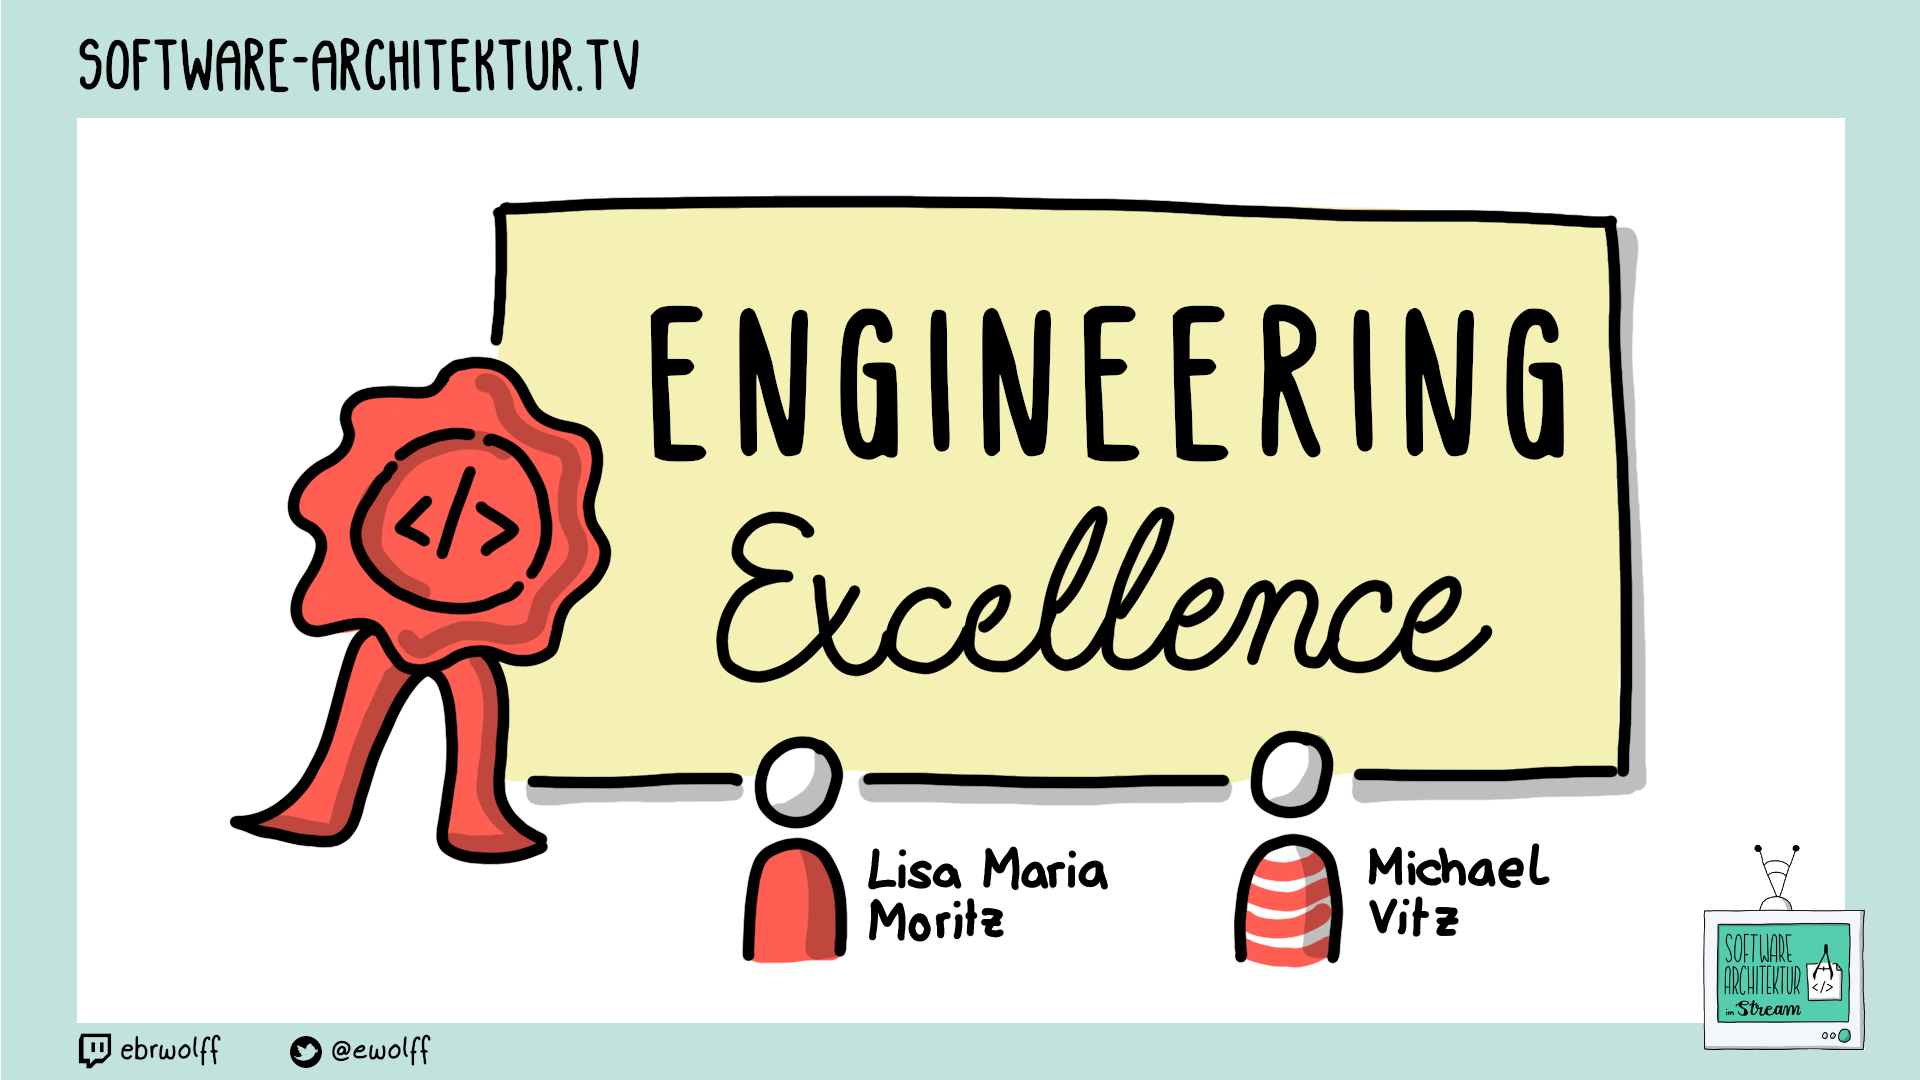 SOFTWARE-ARCHITEKTUR.TV
ENGINEERING
Excellence
</>
Lisa Maria
Moritz
Michael
Vitz
SOFTWARE
ARCHITEKTUR
im Stream
</>
ebrwolff
@ewolff